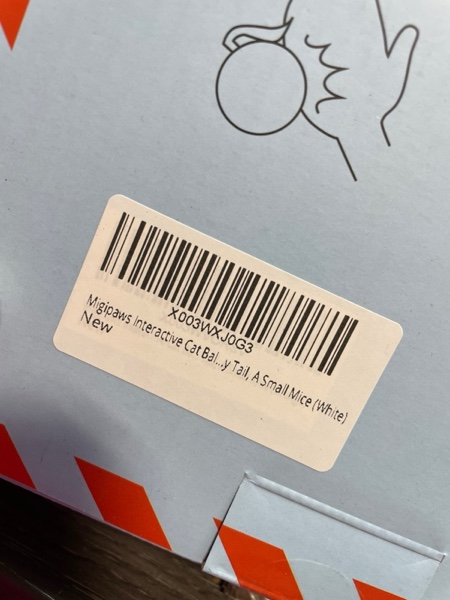 X003WXJ0G3
Migipaws Interactive Cat Bal...y Tail, A Small Mice (White)
New